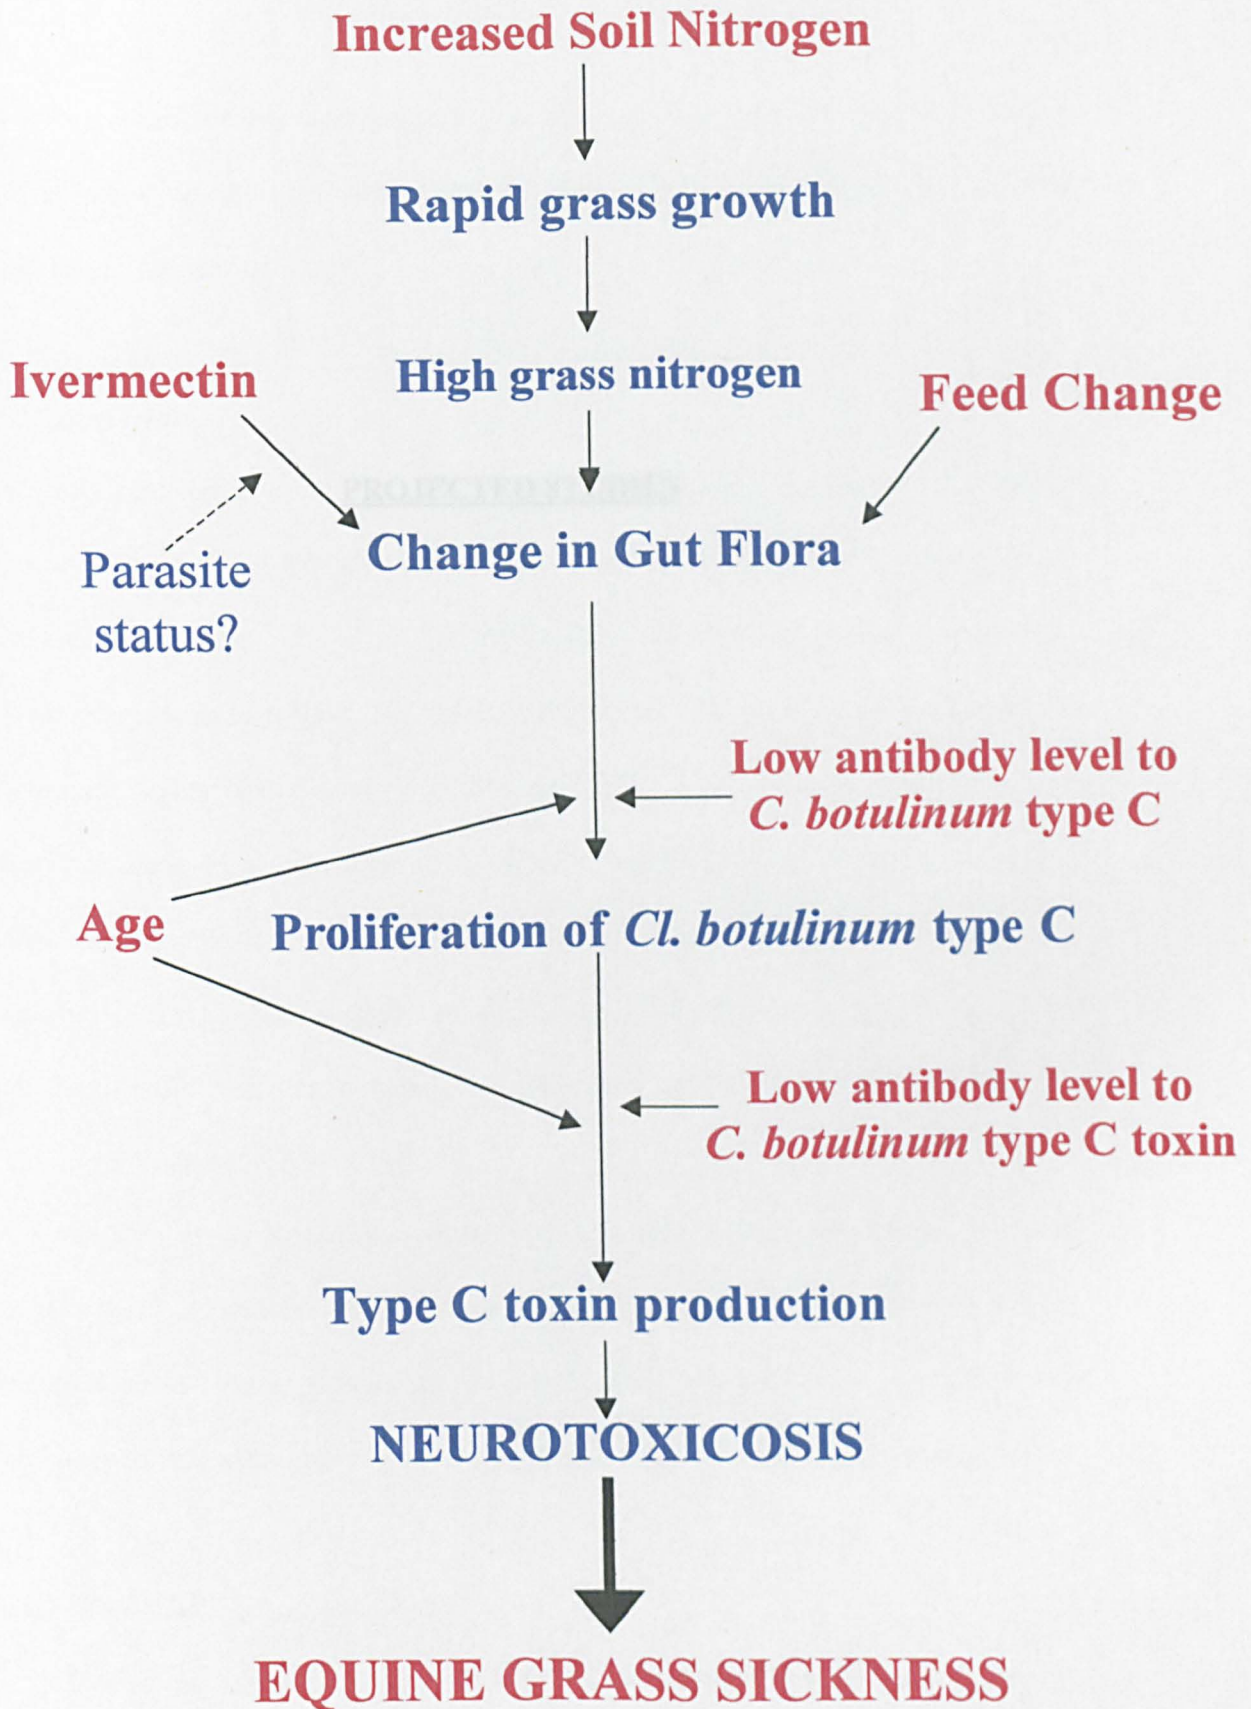 Increased Soil Nitrogen
Rapid grass growth
Ivermectin
High grass nitrogen
Feed Change
Change in Gut Flora
Parasite
status?
Low antibody level to
C. botulinum type C
Age
Proliferation of Cl. botulinum type C
Low antibody level to
C. botulinum type C toxin
Type C toxin production
NEUROTOXICOSIS
EQUINE GRASS SICKNESS